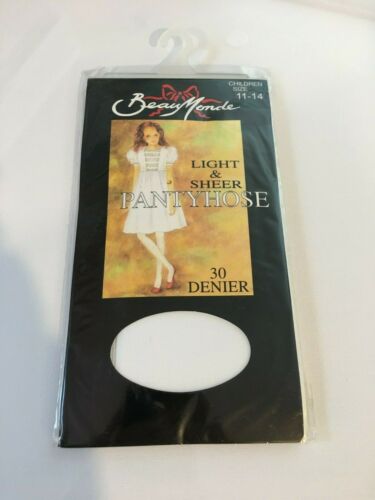 CHILDREN
SIZE
11-14
Beau Monde
LIGHT
&
SHEER
PANTYHOSE
30
DENIER